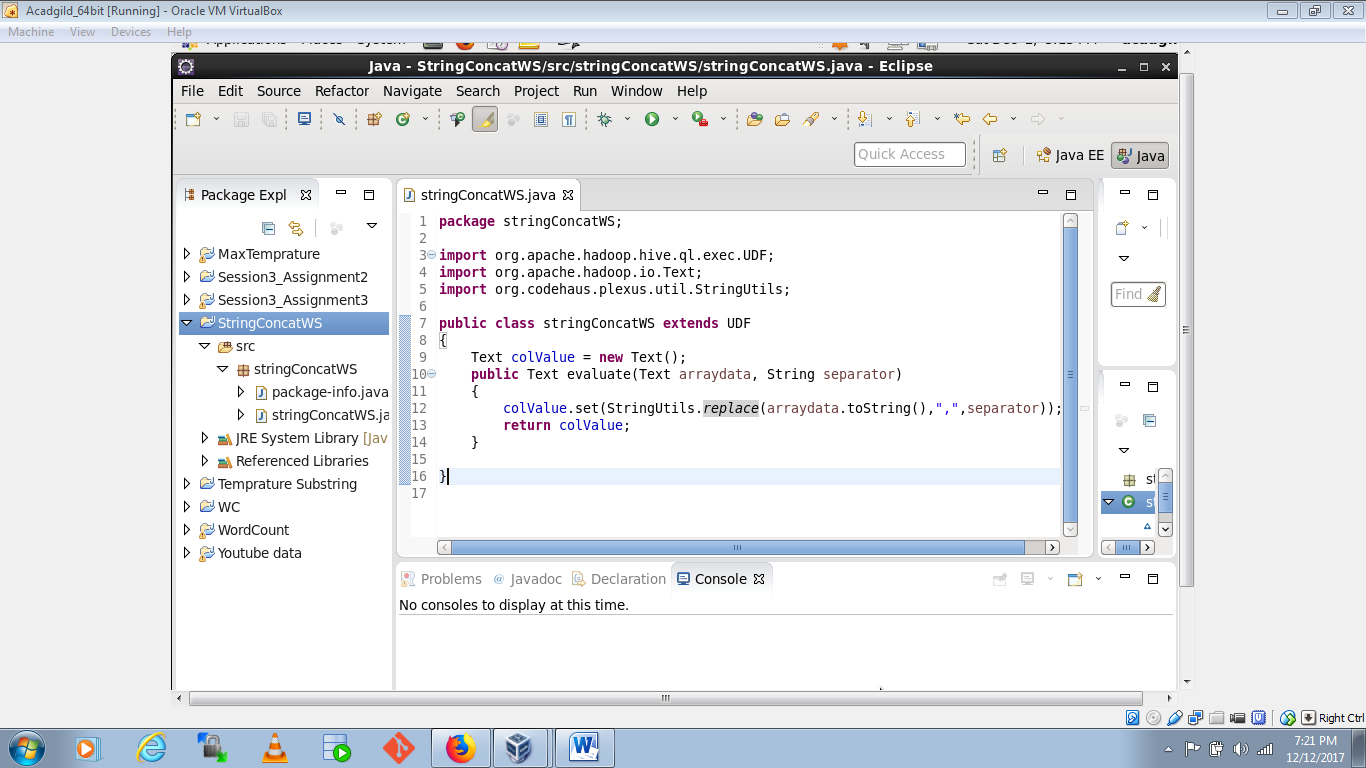 Acadgild_64bit [Running] - Oracle VM VirtualBox
Machine View Devices Help
Java - StringConcatWS/src/stringConcatWS/stringConcatWS.java - Eclipse
File Edit Source Refactor Navigate Search Project Run Window Help
Quick Access
Java EE
Java
Package Expl
MaxTemprature
Session3_Assignment2
Session3_Assignment3
StringConcatWS
src
stringConcatWS
package-info.java
stringConcatWS.ja
JRE System Library [Jav
Referenced Libraries
Temprature Substring
WC
WordCount
Youtube data
stringConcatWS.java
1 package stringConcatWS;
2
3 import org.apache.hadoop.hive.ql.exec.UDF;
4 import org.apache.hadoop.io.Text;
5 import org.codehaus.plexus.util.StringUtils;
6
7 public class stringConcatWS extends UDF
8 {
9 Text colValue = new Text();
10 public Text evaluate(Text arraydata, String separator)
11 {
12 colValue.set(StringUtils.replace(arraydata.toString(),",",separator));
13 return colValue;
14 }
15
16 }
17
Find
Problems @ Javadoc Declaration Console
No consoles to display at this time.
Right Ctrl
7:21 PM
12/12/2017